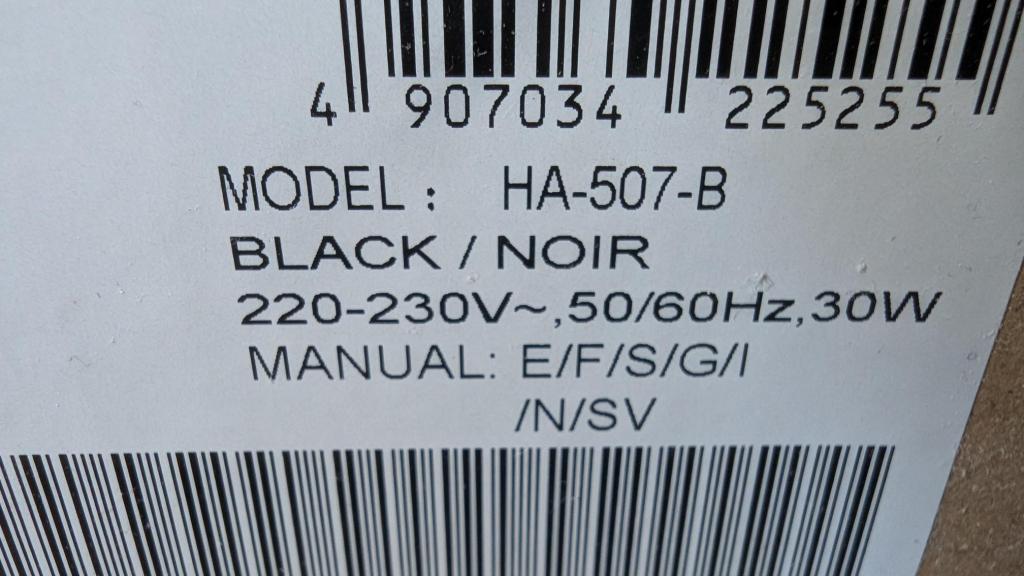 4 907034 225255
MODEL : HA-507-B
BLACK / NOIR
220-230V~,50/60Hz,30W
MANUAL: E/F/S/G/I
/N/SV